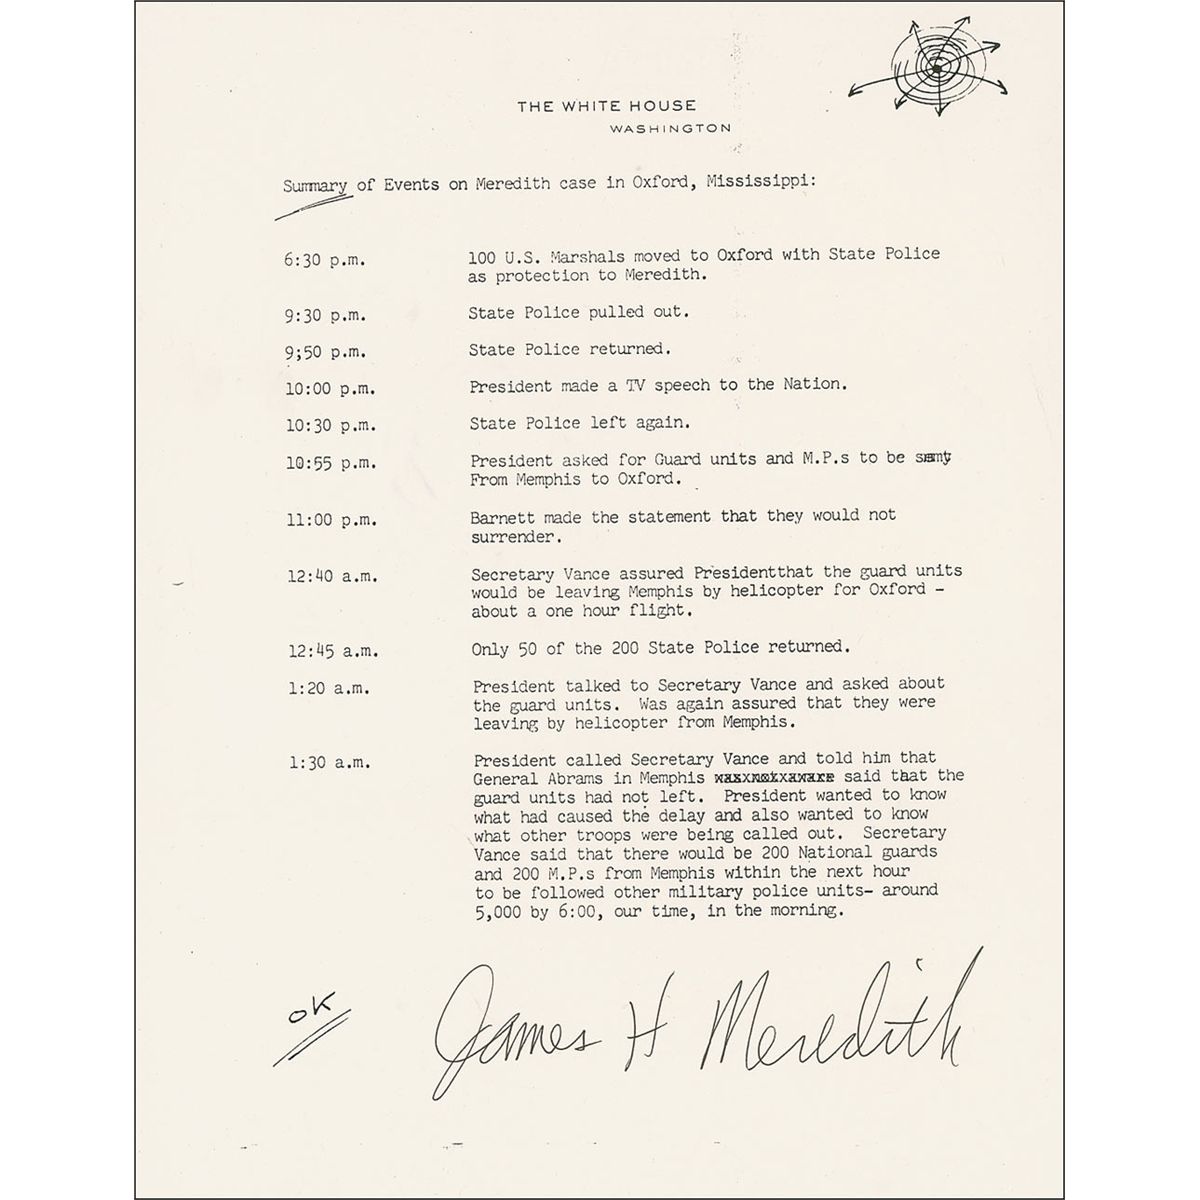 THE WHITE HOUSE
WASHINGTON
Summary of Events on Meredith case in Oxford, Mississippi:
6:30 p.m. 100 U.S. Marshals moved to Oxford with State Police
as protection to Meredith.
9:30 p.m. State Police pulled out.
9;50 p.m. State Police returned.
10:00 p.m. President made a TV speech to the Nation.
10:30 p.m. State Police left again.
10:55 p.m. President asked for Guard units and M.P.s to be
From Memphis to Oxford.
11:00 p.m. Barnett made the statement that they would not
surrender.
12:40 a.m. Secretary Vance assured Presidentthat the guard units
would be leaving Memphis by helicopter for Oxford -
about a one hour flight.
12:45 a.m. Only 50 of the 200 State Police returned.
1:20 a.m. President talked to Secretary Vance and asked about
the guard units. Was again assured that they were
leaving by helicopter from Memphis.
1:30 a.m. President called Secretary Vance and told him that
General Abrams in Memphis said that the
guard units had not left. President wanted to know
what had caused the delay and also wanted to know
what other troops were being called out. Secretary
Vance said that there would be 200 National guards
and 200 M.P.s from Memphis within the next hour
to be followed other military police units- around
5,000 by 6:00, our time, in the morning.
OK
James H Meredith